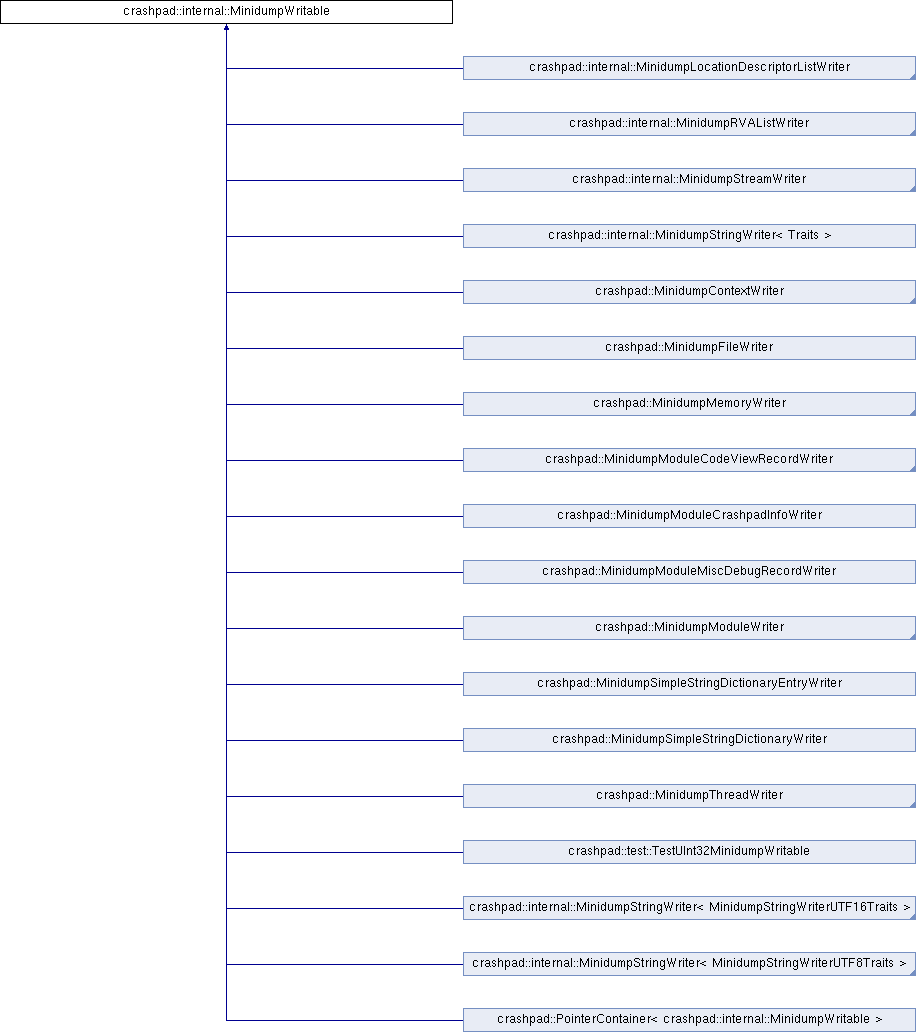 crashpad::internal::MinidumpWritable
crashpad::internal::MinidumpLocationDescriptorListWriter
crashpad::internal::MinidumpRVAListWriter
crashpad::internal::MinidumpStreamWriter
crashpad::internal::MinidumpStringWriter< Traits >
crashpad::MinidumpContextWriter
crashpad::MinidumpFileWriter
crashpad::MinidumpMemoryWriter
crashpad::MinidumpModuleCodeViewRecordWriter
crashpad::MinidumpModuleCrashpadInfoWriter
crashpad::MinidumpModuleMiscDebugRecordWriter
crashpad::MinidumpModuleWriter
crashpad::MinidumpSimpleStringDictionaryEntryWriter
crashpad::MinidumpSimpleStringDictionaryWriter
crashpad::MinidumpThreadWriter
crashpad::test::TestUInt32MinidumpWritable
crashpad::internal::MinidumpStringWriter< MinidumpStringWriterUTF16Traits >
crashpad::internal::MinidumpStringWriter< MinidumpStringWriterUTF8Traits >
crashpad::PointerContainer< crashpad::internal::MinidumpWritable >